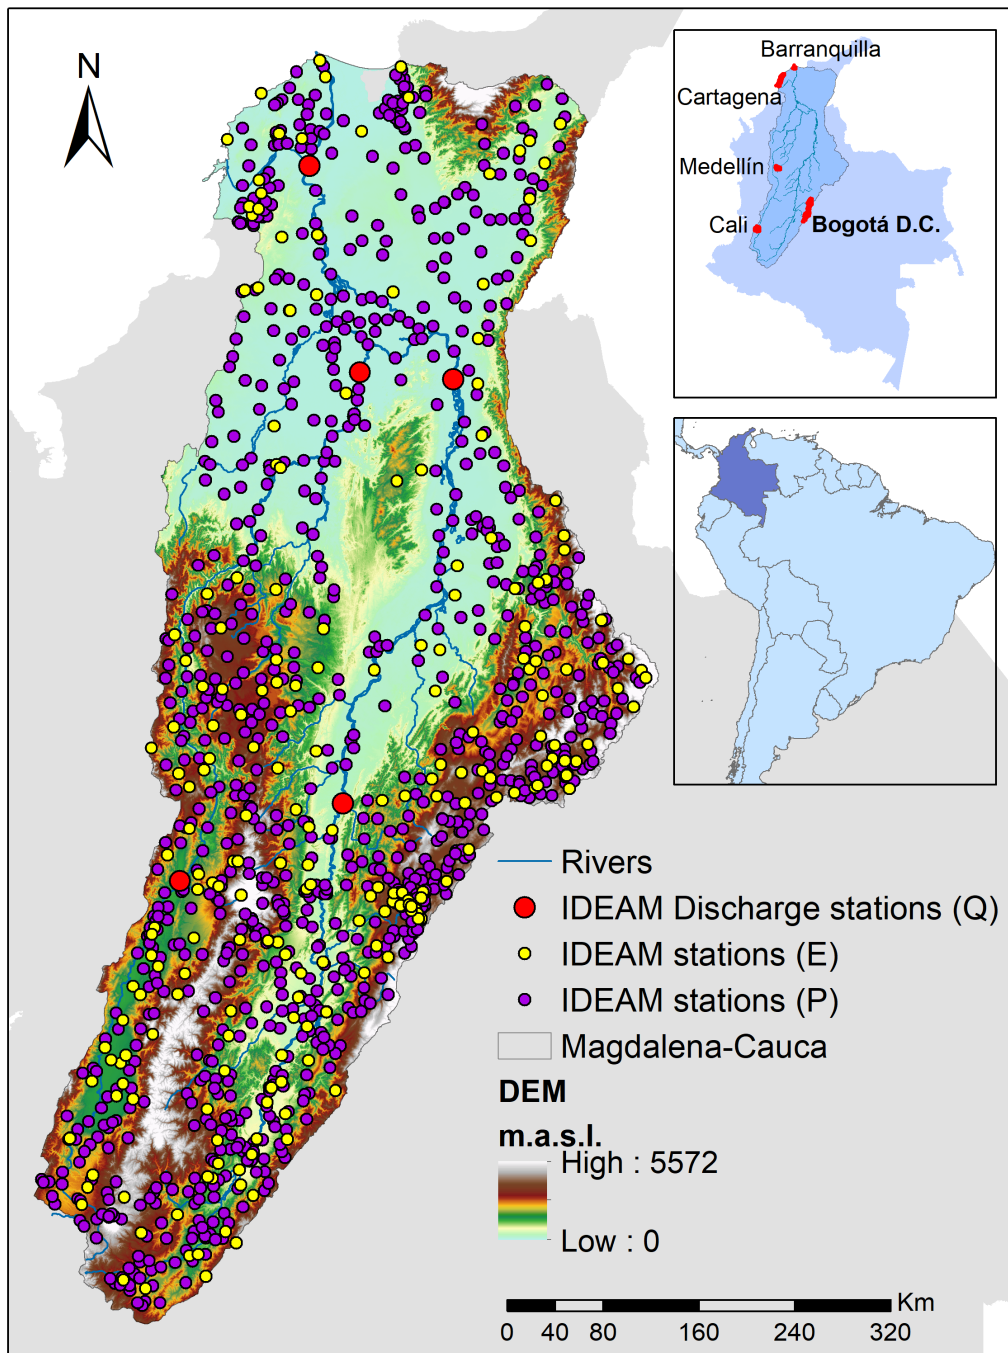 N
Barranquilla
Cartagena
Medellín
Cali
Bogotá D.C.
Rivers
IDEAM Discharge stations (Q)
IDEAM stations (E)
IDEAM stations (P)
Magdalena-Cauca
DEM
m.a.s.l.
High : 5572
Low : 0
Km
0 40 80 160 240 320